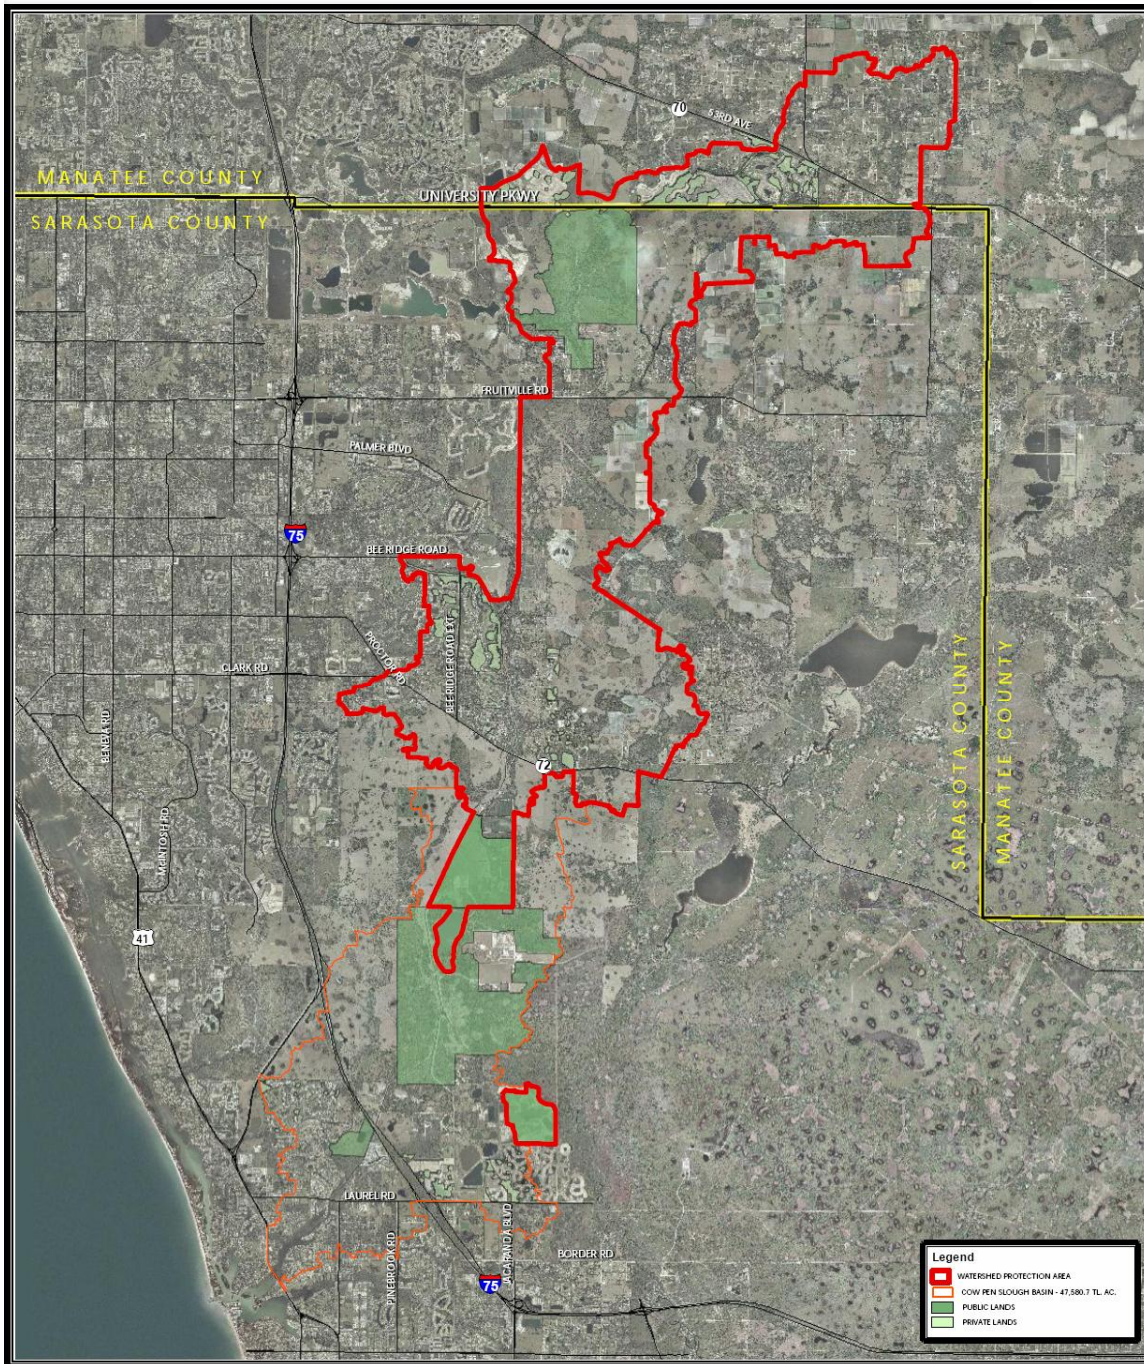 70
53RD AVE
MANATEE COUNTY
UNIVERSITY PKWY
SARASOTA COUNTY
FRUITVILLE RD
PALMER BLVD
75
BEE RIDGE ROAD
PROCTOR RD
BEE RIDGE ROAD EXT
CLARK RD
SARASOTA COUNTY
MANATEE COUNTY
BENEVA RD
72
McINTOSH RD
41
LAUREL RD
JACARANDA BLVD
PINEBROOK RD
BORDER RD
75
Legend
WATERSHED PROTECTION AREA
COW PEN SLOUGH BASIN - 47,580.7 TL. AC.
PUBLIC LANDS
PRIVATE LANDS